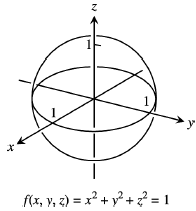 z
1
1
1
y
x
f(x, y, z) = x² + y² + z² = 1